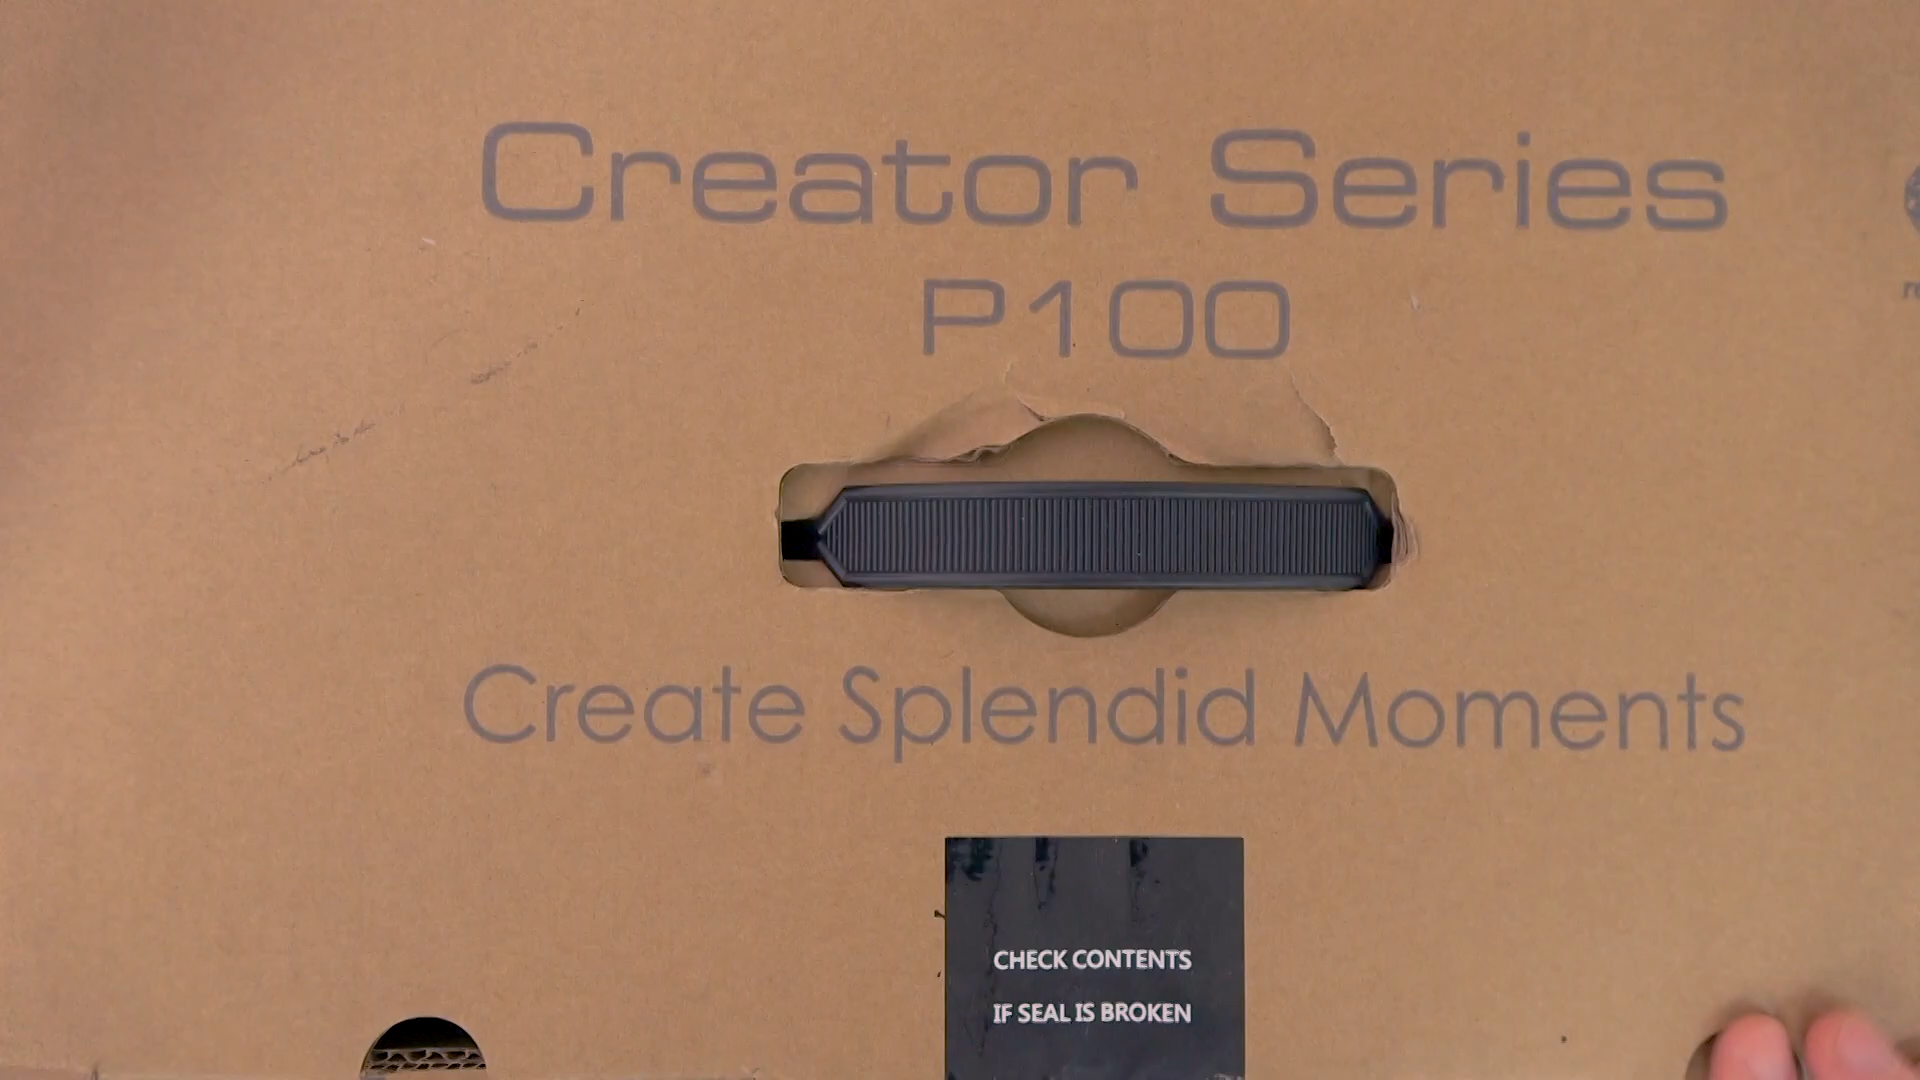 Creator Series
P100
Create Splendid Moments
CHECK CONTENTS
IF SEAL IS BROKEN